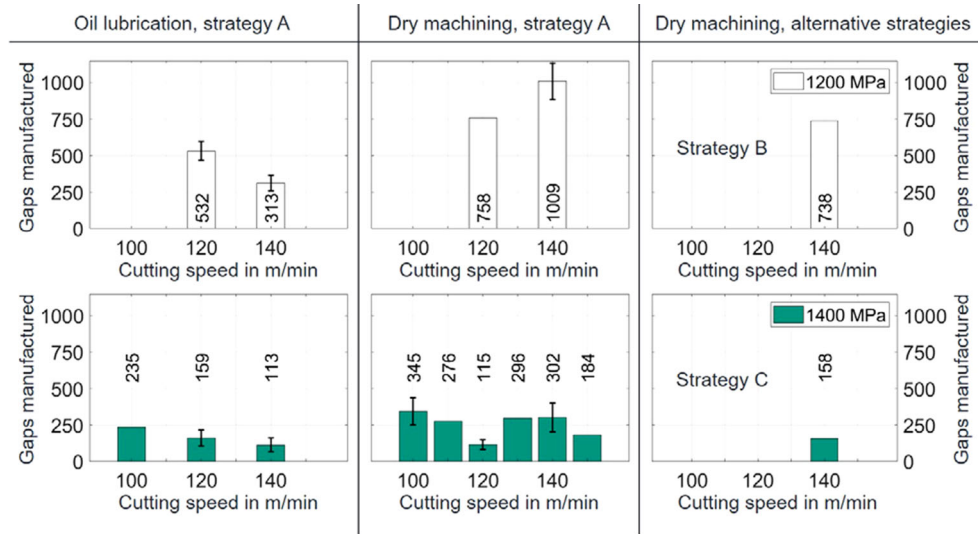 Oil lubrication, strategy A
Dry machining, strategy A
Dry machining, alternative strategies
Gaps manufactured
1000
750
500
250
0
532
313
100 120 140
Cutting speed in m/min
758
1009
100 120 140
Cutting speed in m/min
1200 MPa
Strategy B
738
100 120 140
Cutting speed in m/min
1000
750
500
250
0
Gaps manufactured
Gaps manufactured
1000
750
500
250
0
235
159
113
100 120 140
Cutting speed in m/min
345
276
115
296
302
184
100 120 140
Cutting speed in m/min
1400 MPa
Strategy C
158
100 120 140
Cutting speed in m/min
1000
750
500
250
0
Gaps manufactured